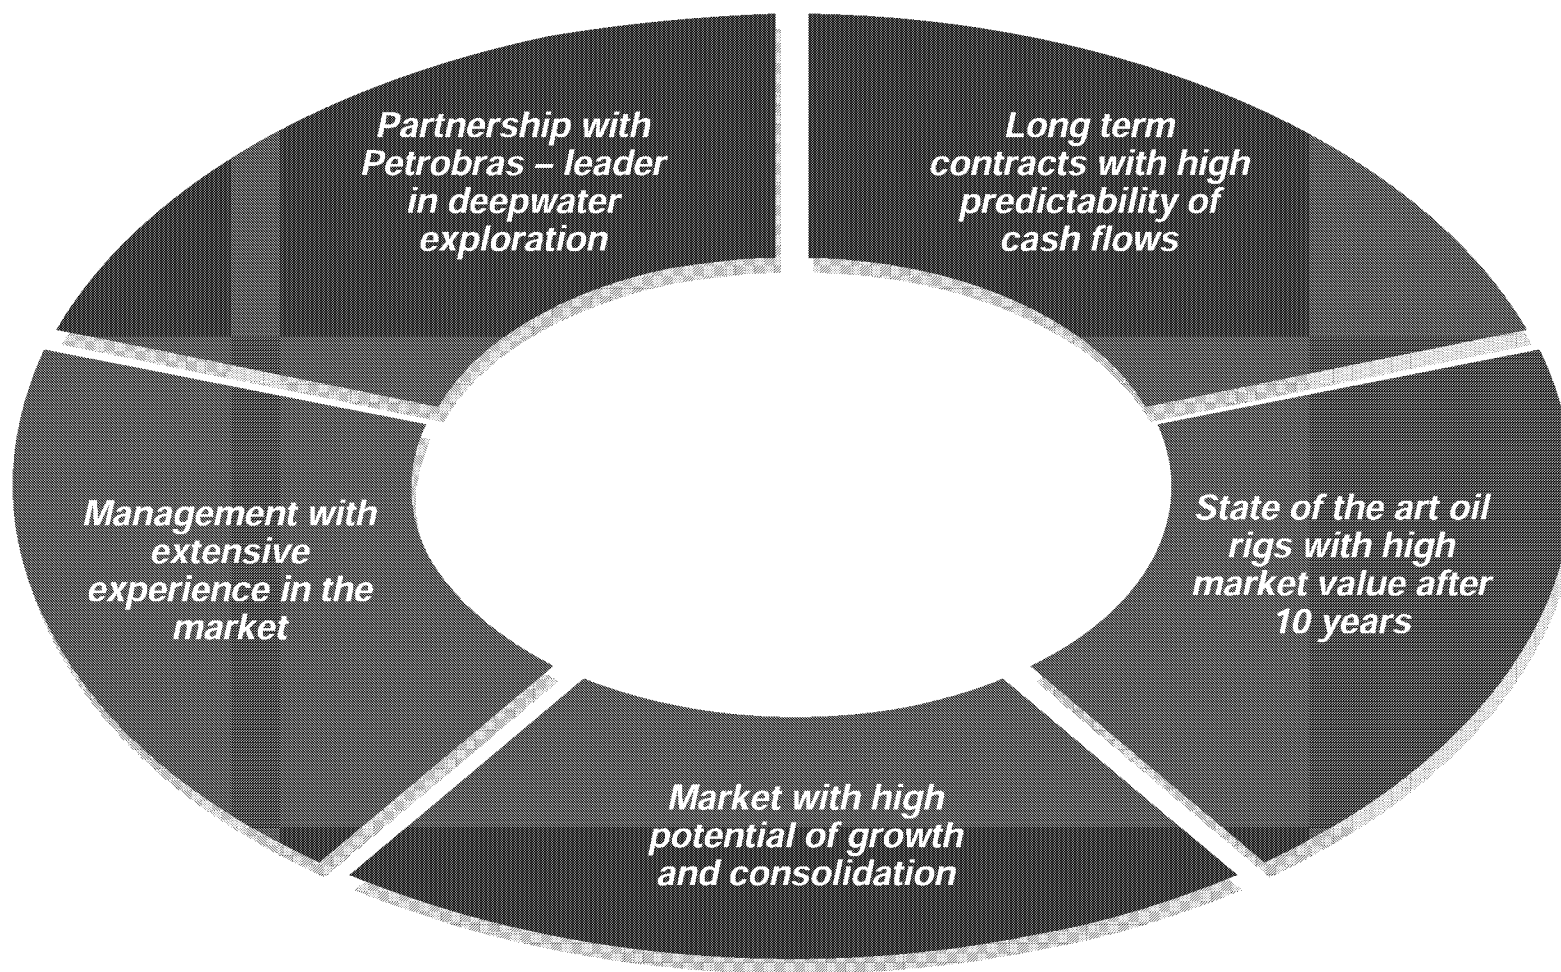 Partnership with
Petrobras – leader
in deepwater
exploration
Long term
contracts with high
predictability of
cash flows
Management with
extensive
experience in the
market
State of the art oil
rigs with high
market value after
10 years
Market with high
potential of growth
and consolidation